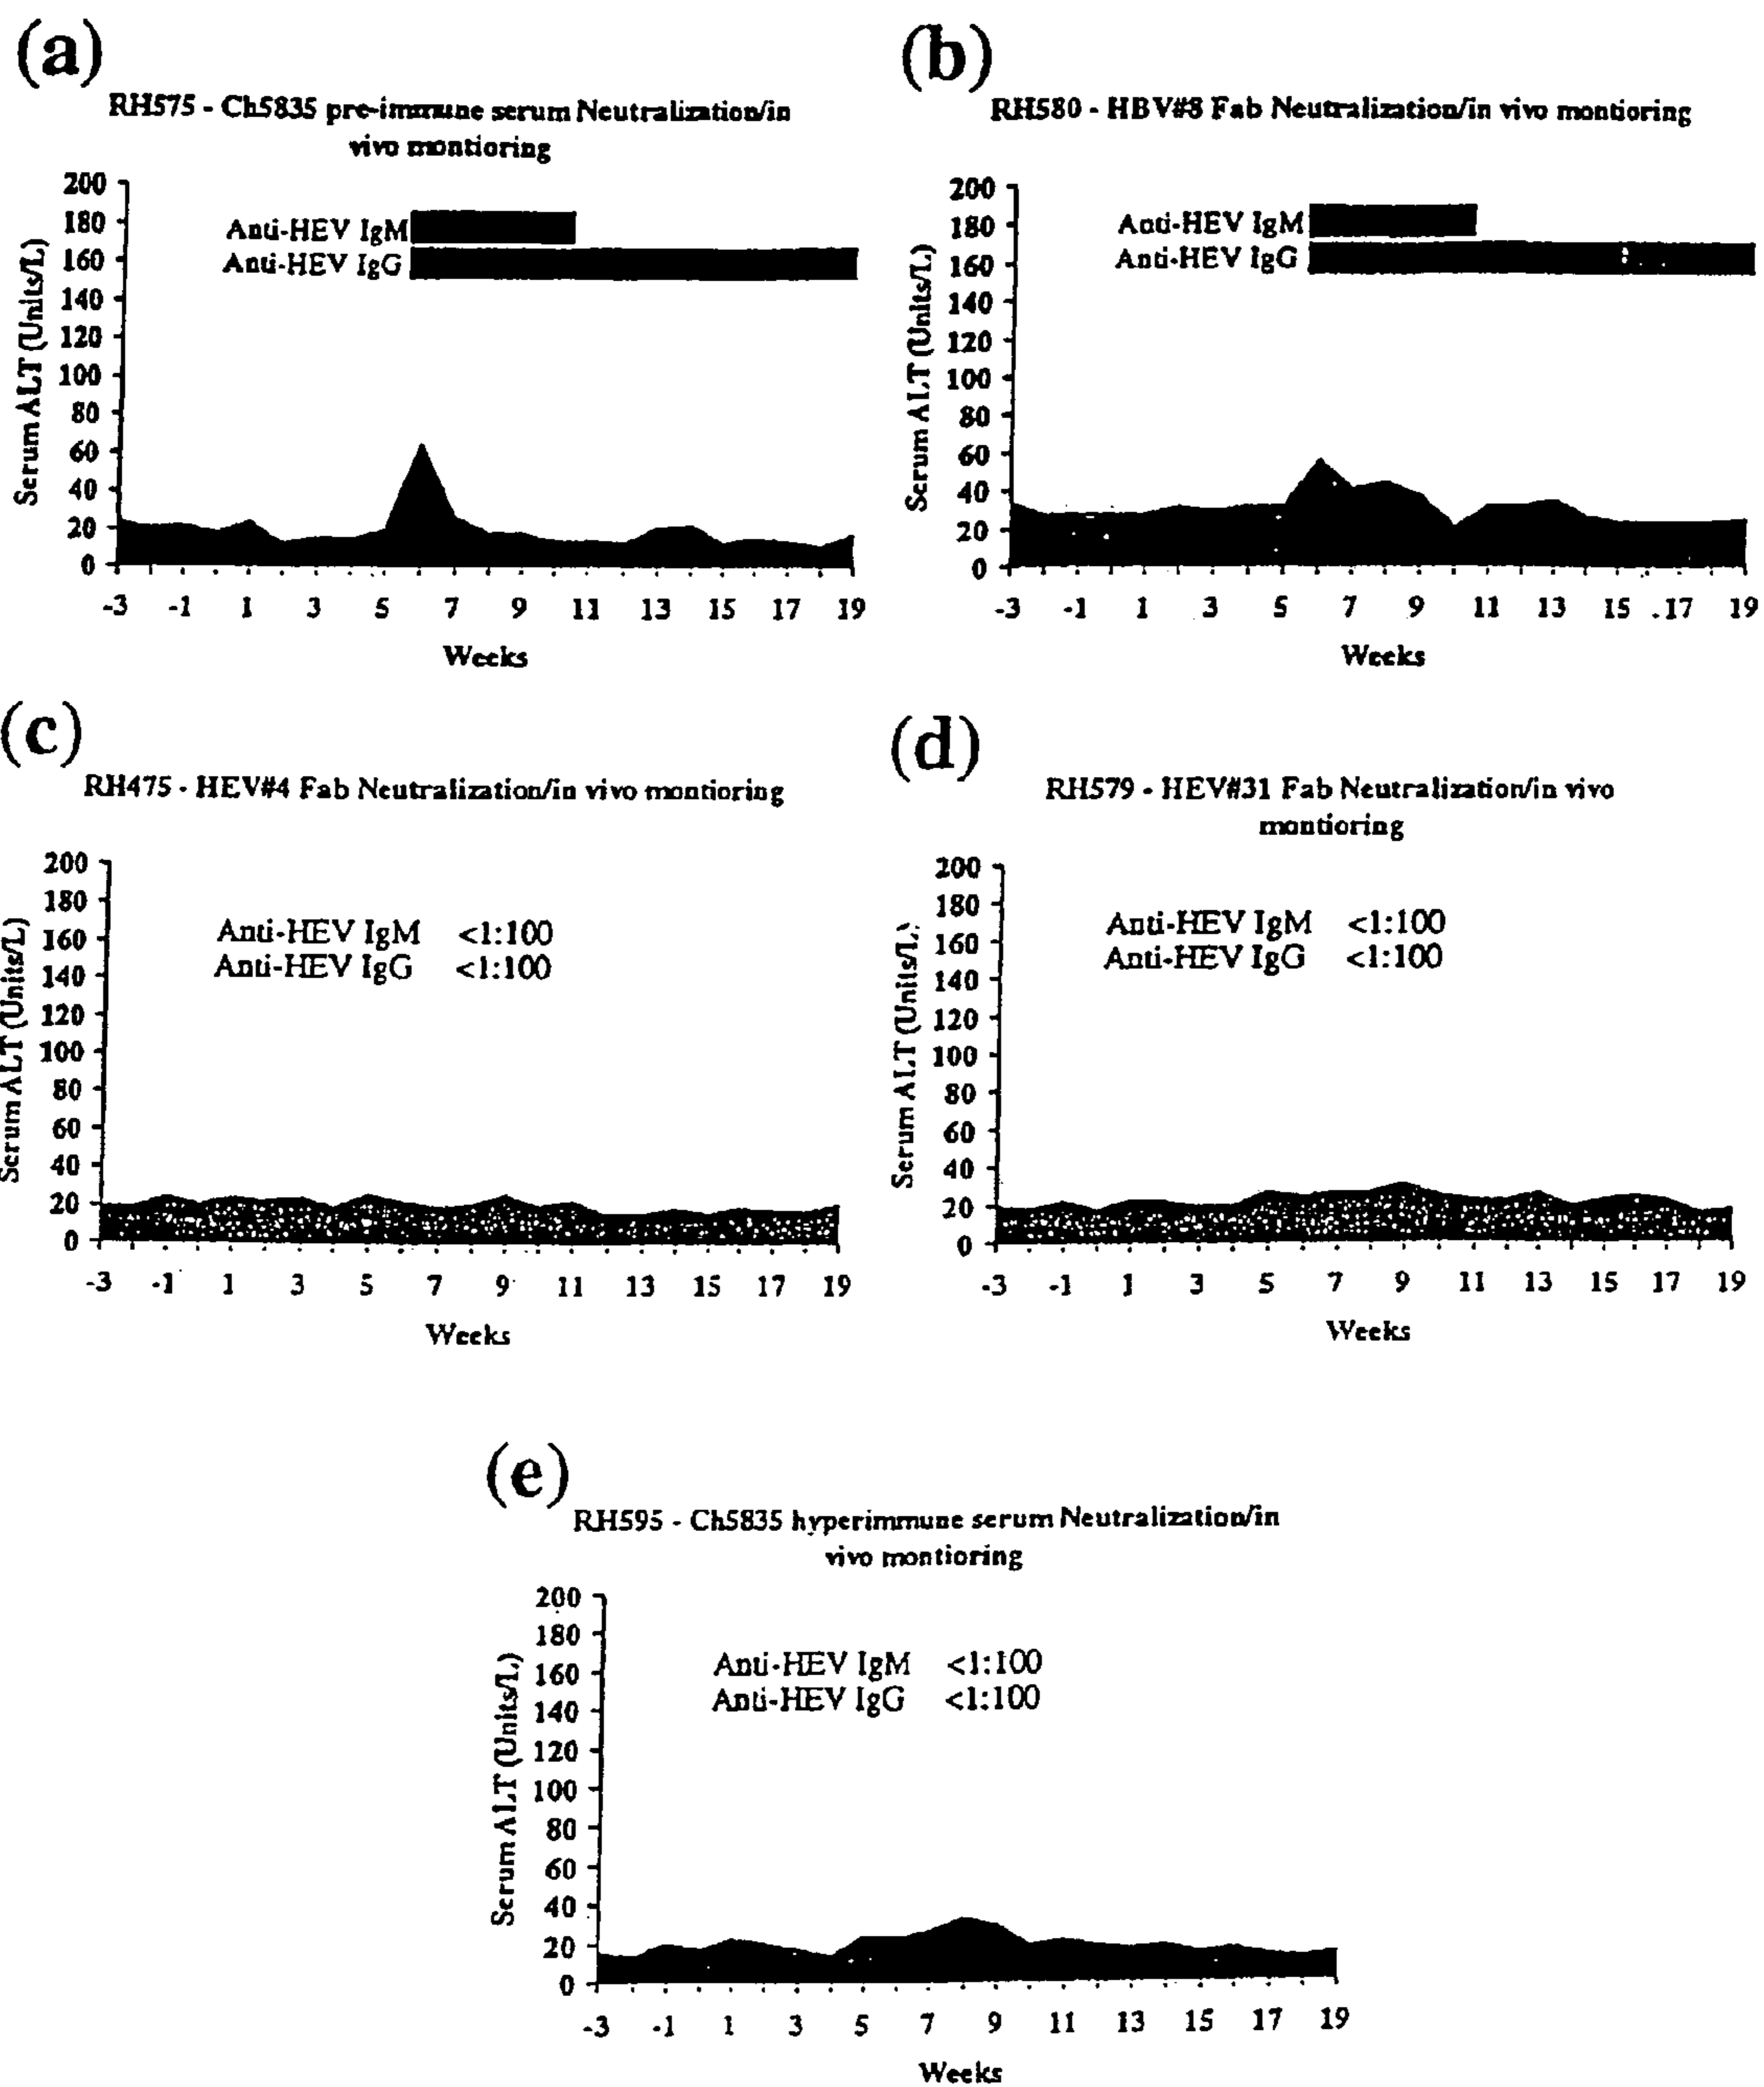 (a)
RH575 - Ch5835 pre-immune serum Neutralization/in
vivo montioring
200
180
160
140
120
100
80
60
40
20
0
Serum ALT (Units/L)
Anti-HEV IgM
Anti-HEV IgG
-3 -1 1 3 5 7 9 11 13 15 17 19
Weeks
(b)
RH580 - HBV#8 Fab Neutralization/in vivo montioring
200
180
160
140
120
100
80
60
40
20
0
Serum ALT (Units/L)
Anti-HEV IgM
Anti-HEV IgG
-3 -1 1 3 5 7 9 11 13 15 17 19
Weeks
(c)
RH475 - HEV#4 Fab Neutralization/in vivo montioring
200
180
160
140
120
100
80
60
40
20
0
Serum ALT (Units/L)
Anti-HEV IgM <1:100
Anti-HEV IgG <1:100
-3 -1 1 3 5 7 9 11 13 15 17 19
Weeks
(d)
RH579 - HEV#31 Fab Neutralization/in vivo
montioring
200
180
160
140
120
100
80
60
40
20
0
Serum ALT (Units/L)
Anti-HEV IgM <1:100
Anti-HEV IgG <1:100
-3 -1 1 3 5 7 9 11 13 15 17 19
Weeks
(e)
RH595 - Ch5835 hyperimmune serum Neutralization/in
vivo montioring
200
180
160
140
120
100
80
60
40
20
0
Serum ALT (Units/L)
Anti-HEV IgM <1:100
Anti-HEV IgG <1:100
-3 -1 1 3 5 7 9 11 13 15 17 19
Weeks